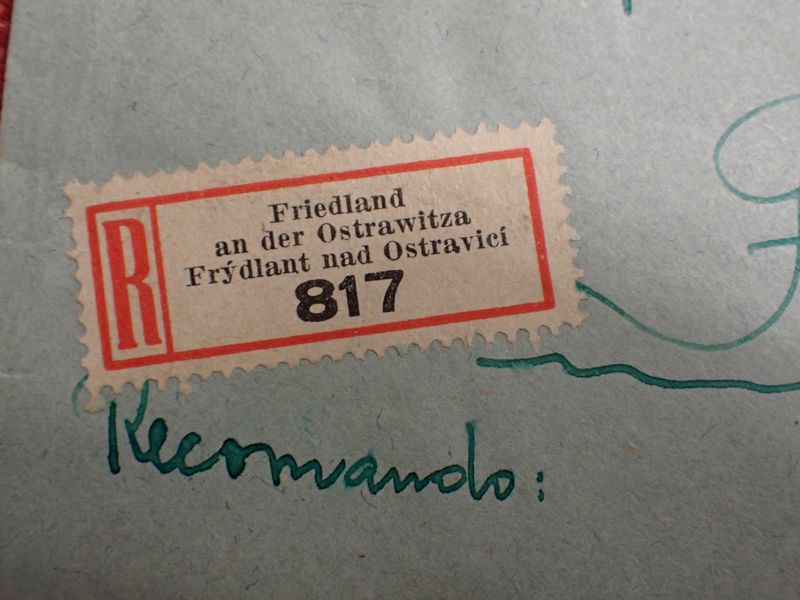 R
Friedland
an der Ostrawitza
Frýdlant nad Ostravicí
817
Recomando: